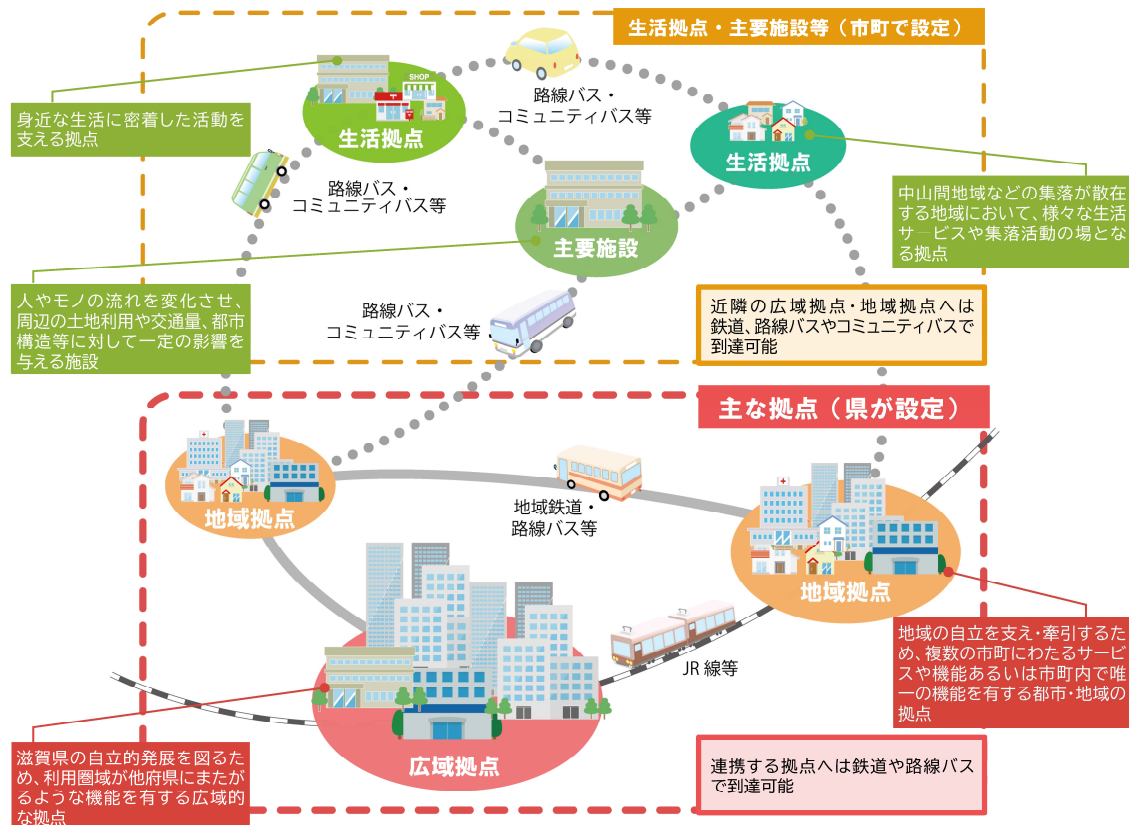 生活拠点・主要施設等（市町で設定）
SHOP
生活拠点
路線バス・
コミュニティバス等
生活拠点
身近な生活に密着した活動を
支える拠点
路線バス・
コミュニティバス等
主要施設
中山間地域などの集落が散在
する地域において、様々な生活
サービスや集落活動の場とな
る拠点
人やモノの流れを変化させ、
周辺の土地利用や交通量、都市
構造等に対して一定の影響を
与える施設
路線バス・
コミュニティバス等
近隣の広域拠点・地域拠点へは
鉄道、路線バスやコミュニティバスで
到達可能
主な拠点（県が設定）
地域拠点
地域鉄道・
路線バス等
地域拠点
JR 線等
地域の自立を支え・牽引するた
め、複数の市町にわたるサービ
スや機能あるいは市町内で唯
一の機能を有する都市・地域の
拠点
広域拠点
滋賀県の自立的発展を図るた
め、利用圏域が他府県にまたが
るような機能を有する広域的
な拠点
連携する拠点へは鉄道や路線バス
で到達可能